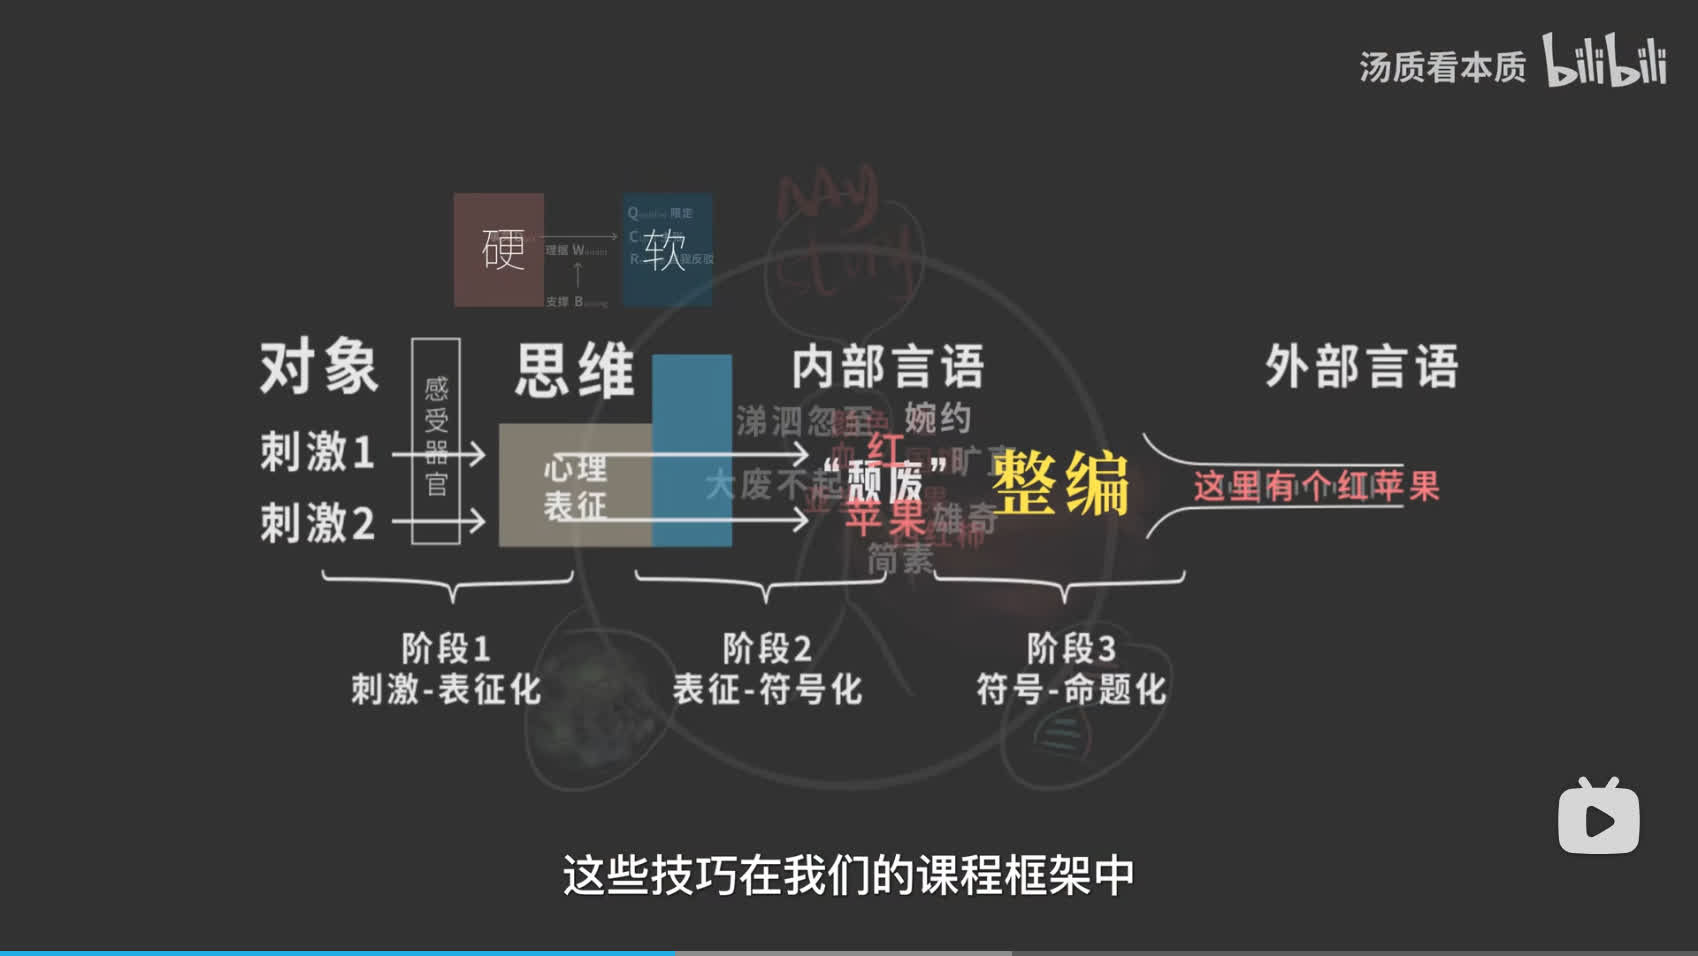 汤质看本质 bilibili
硬
软
Q 限定
理据 W
支撑 B
对象
感受器官
思维
内部言语
外部言语
涕泗忽至
婉约
刺激1
红
旷直
心理
表征
大废不起
“颓废”
整编
这里有个红苹果
刺激2
苹果
雄奇
简素
阶段1
刺激-表征化
阶段2
表征-符号化
阶段3
符号-命题化
这些技巧在我们的课程框架中